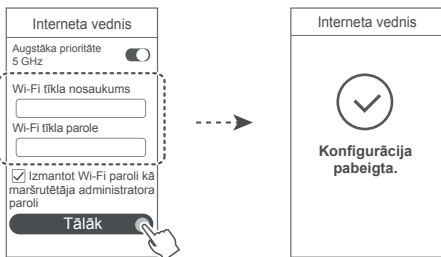 Interneta vednis
Augstāka prioritāte
5 GHz
Wi-Fi tīkla nosaukums
Wi-Fi tīkla parole
Izmantot Wi-Fi paroli kā
maršrutētāja administratora
paroli
Tālāk
Interneta vednis
Konfigurācija
pabeigta.